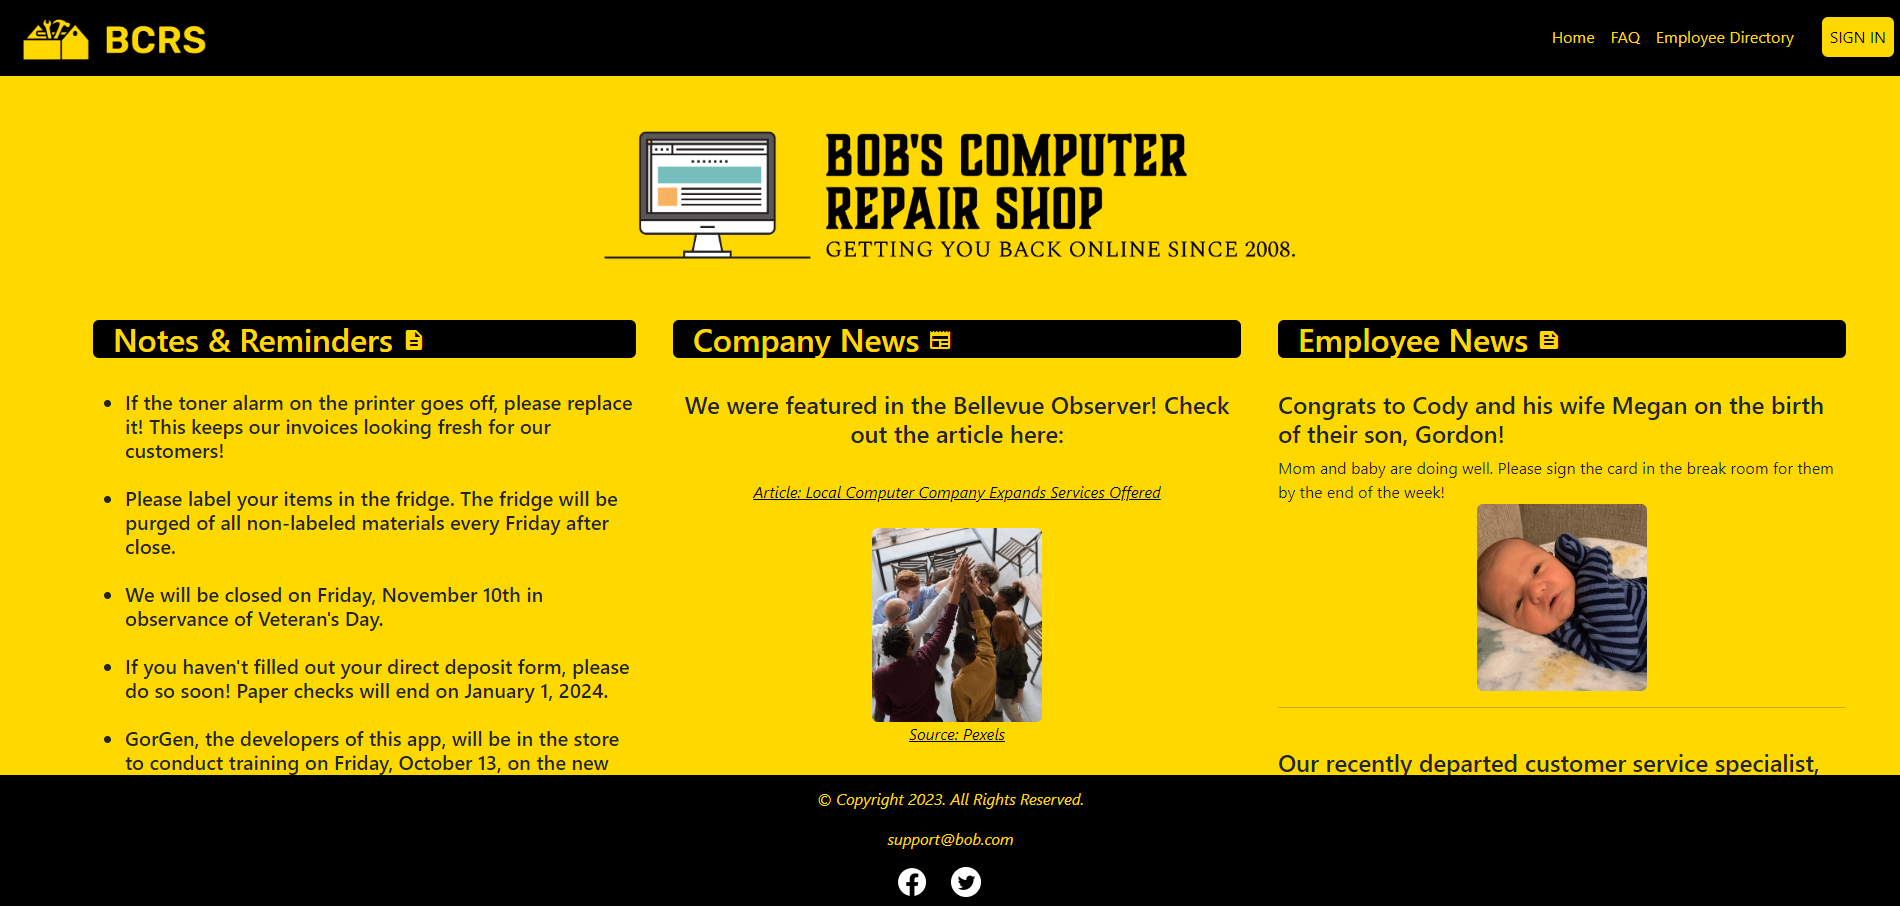 BCRS
Home FAQ Employee Directory SIGN IN
BOB'S COMPUTER
REPAIR SHOP
GETTING YOU BACK ONLINE SINCE 2008.
Notes & Reminders
• If the toner alarm on the printer goes off, please replace
it! This keeps our invoices looking fresh for our
customers!
• Please label your items in the fridge. The fridge will be
purged of all non-labeled materials every Friday after
close.
• We will be closed on Friday, November 10th in
observance of Veteran's Day.
• If you haven't filled out your direct deposit form, please
do so soon! Paper checks will end on January 1, 2024.
• GorGen, the developers of this app, will be in the store
to conduct training on Friday, October 13, on the new
Company News
We were featured in the Bellevue Observer! Check
out the article here:
Article: Local Computer Company Expands Services Offered
Source: Pexels
Employee News
Congrats to Cody and his wife Megan on the birth
of their son, Gordon!
Mom and baby are doing well. Please sign the card in the break room for them
by the end of the week!
Our recently departed customer service specialist,
© Copyright 2023. All Rights Reserved.
support@bob.com